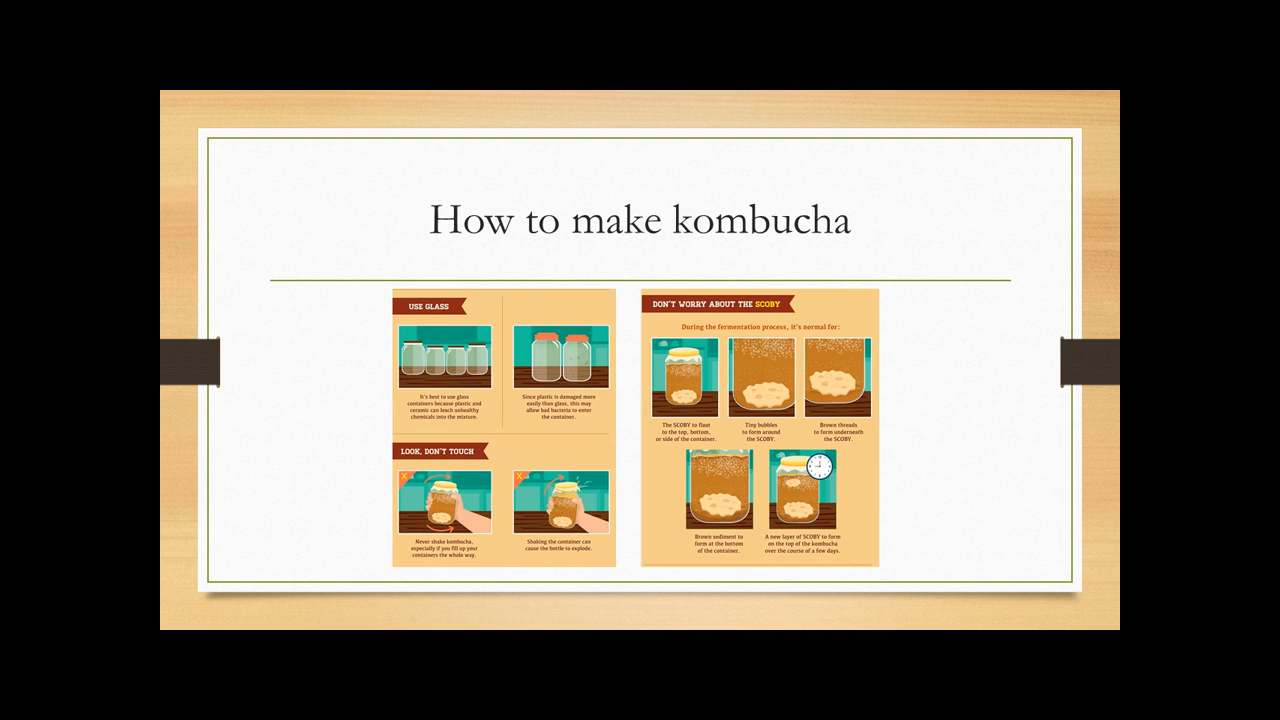 How to make kombucha
USE GLASS
It's best to use glass
containers because plastic and
ceramic can leach unhealthy
chemicals into the mixture.
Since plastic is damaged more
easily than glass, this may
allow bad bacteria to enter
the container.
LOOK, DON'T TOUCH
X
X
Never shake kombucha,
especially if you fill up your
containers the whole way.
Shaking the container can
cause the bottle to explode.
DON'T WORRY ABOUT THE SCOBY
During the fermentation process, it's normal for:
The SCOBY to float
to the top, bottom,
or side of the container.
Tiny bubbles
to form around
the SCOBY.
Brown threads
to form underneath
the SCOBY.
Brown sediment to
form at the bottom
of the container.
A new layer of SCOBY to form
on the top of the kombucha
over the course of a few days.